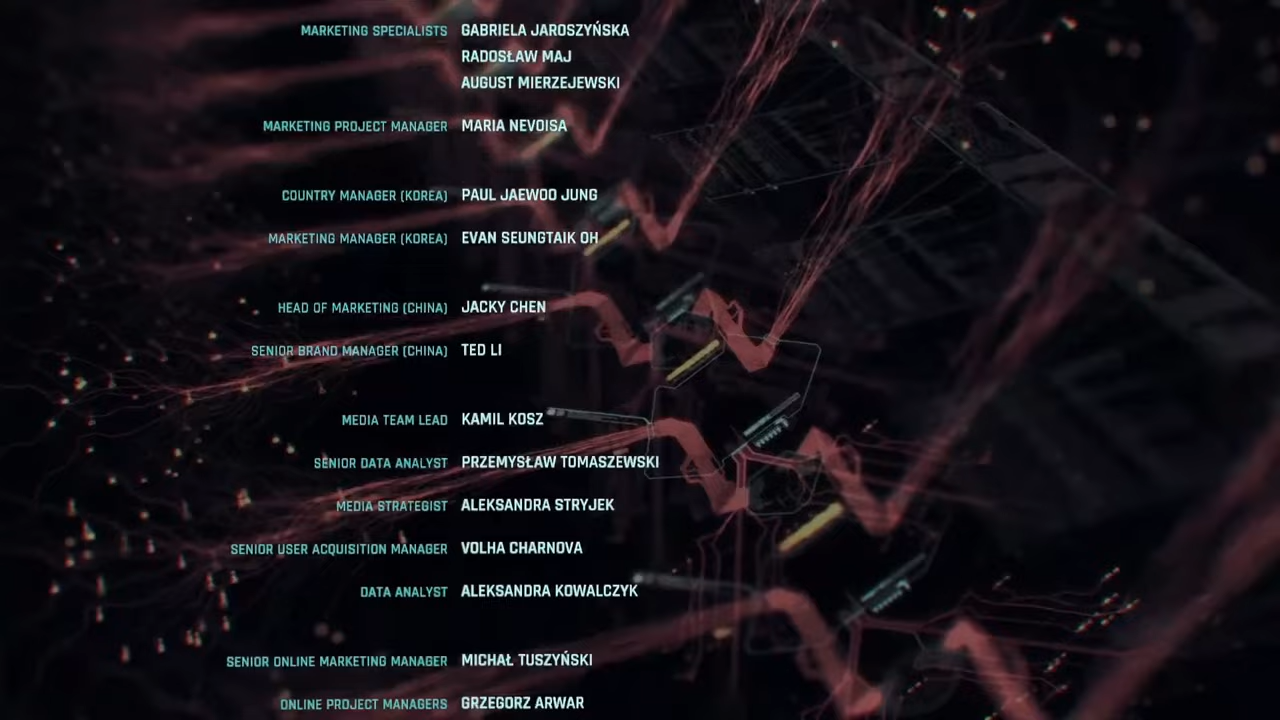 MARKETING SPECIALISTS GABRIELA JAROSZYŃSKA
RADOSŁAW MAJ
AUGUST MIERZEJEWSKI
MARKETING PROJECT MANAGER MARIA NEVOISA
COUNTRY MANAGER (KOREA) PAUL JAEWOO JUNG
MARKETING MANAGER (KOREA) EVAN SEUNGTAIK OH
HEAD OF MARKETING (CHINA) JACKY CHEN
SENIOR BRAND MANAGER (CHINA) TED LI
MEDIA TEAM LEAD KAMIL KOSZ
SENIOR DATA ANALYST PRZEMYSŁAW TOMASZEWSKI
MEDIA STRATEGIST ALEKSANDRA STRYJEK
SENIOR USER ACQUISITION MANAGER VOLHA CHARNOVA
DATA ANALYST ALEKSANDRA KOWALCZYK
SENIOR ONLINE MARKETING MANAGER MICHAŁ TUSZYŃSKI
ONLINE PROJECT MANAGERS GRZEGORZ ARWAR